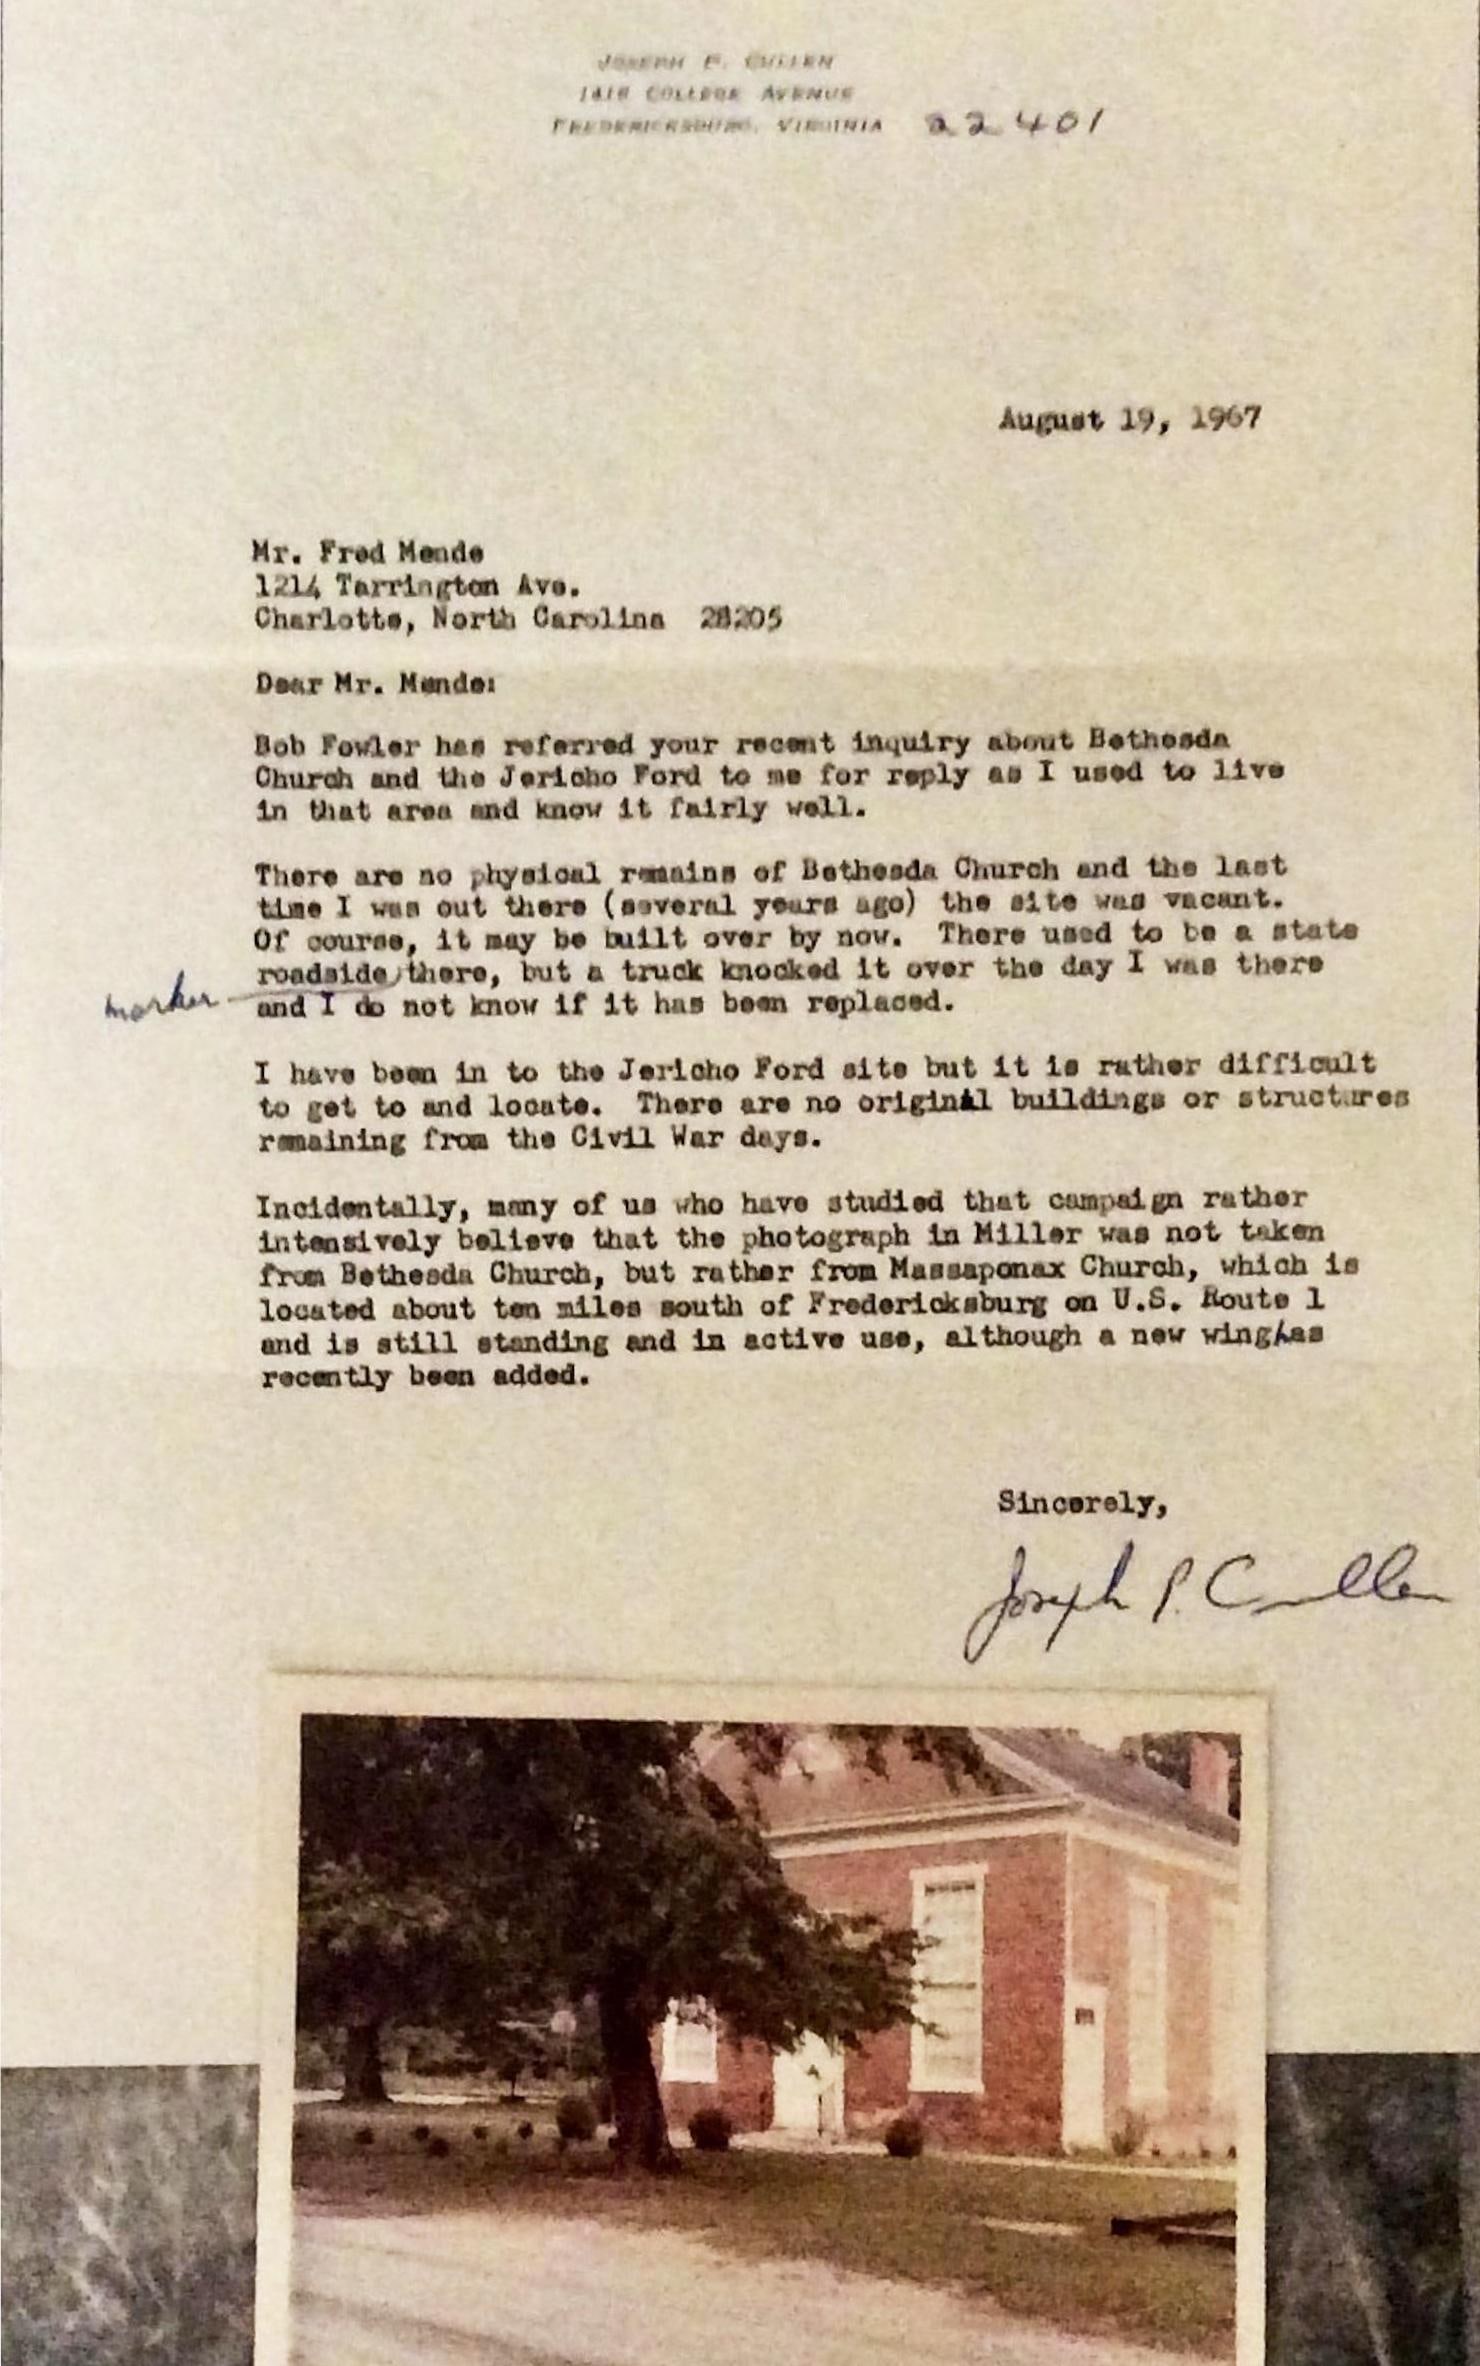 JOSEPH P. CULLEN
1418 COLLEGE AVENUE
FREDERICKSBURG, VIRGINIA 22401
August 19, 1967
Mr. Fred Mende
1214 Tarrington Ave.
Charlotte, North Carolina 28205
Dear Mr. Mende:
Bob Fowler has referred your recent inquiry about Bethesda
Church and the Jericho Ford to me for reply as I used to live
in that area and know it fairly well.
There are no physical remains of Bethesda Church and the last
time I was out there (several years ago) the site was vacant.
Of course, it may be built over by now. There used to be a state
roadside there, but a truck knocked it over the day I was there
marker
and I do not know if it has been replaced.
I have been in to the Jericho Ford site but it is rather difficult
to get to and locate. There are no original buildings or structures
remaining from the Civil War days.
Incidentally, many of us who have studied that campaign rather
intensively believe that the photograph in Miller was not taken
from Bethesda Church, but rather from Massaponax Church, which is
located about ten miles south of Fredericksburg on U.S. Route 1
and is still standing and in active use, although a new wing has
recently been added.
Sincerely,
Joseph P. Cullen